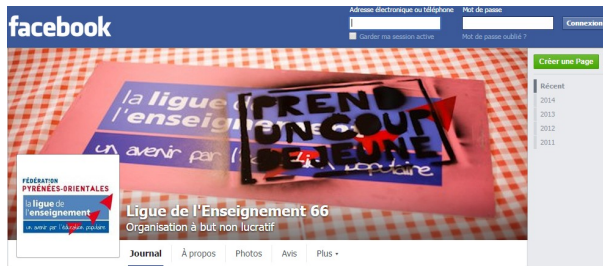 facebook
Adresse électronique ou téléphone
Mot de passe
Connexion
Garder ma session active
Mot de passe oublié ?
Créer une Page
Récent
2014
2013
2012
2011
la ligue de
l'enseignement
un avenir par l'éducation populaire
PREND
UN COUP
DE JEUNE
FÉDÉRATION
PYRÉNÉES-ORIENTALES
la ligue de
l'enseignement
un avenir par l'éducation populaire
Ligue de l'Enseignement 66
Organisation à but non lucratif
Journal
À propos
Photos
Avis
Plus